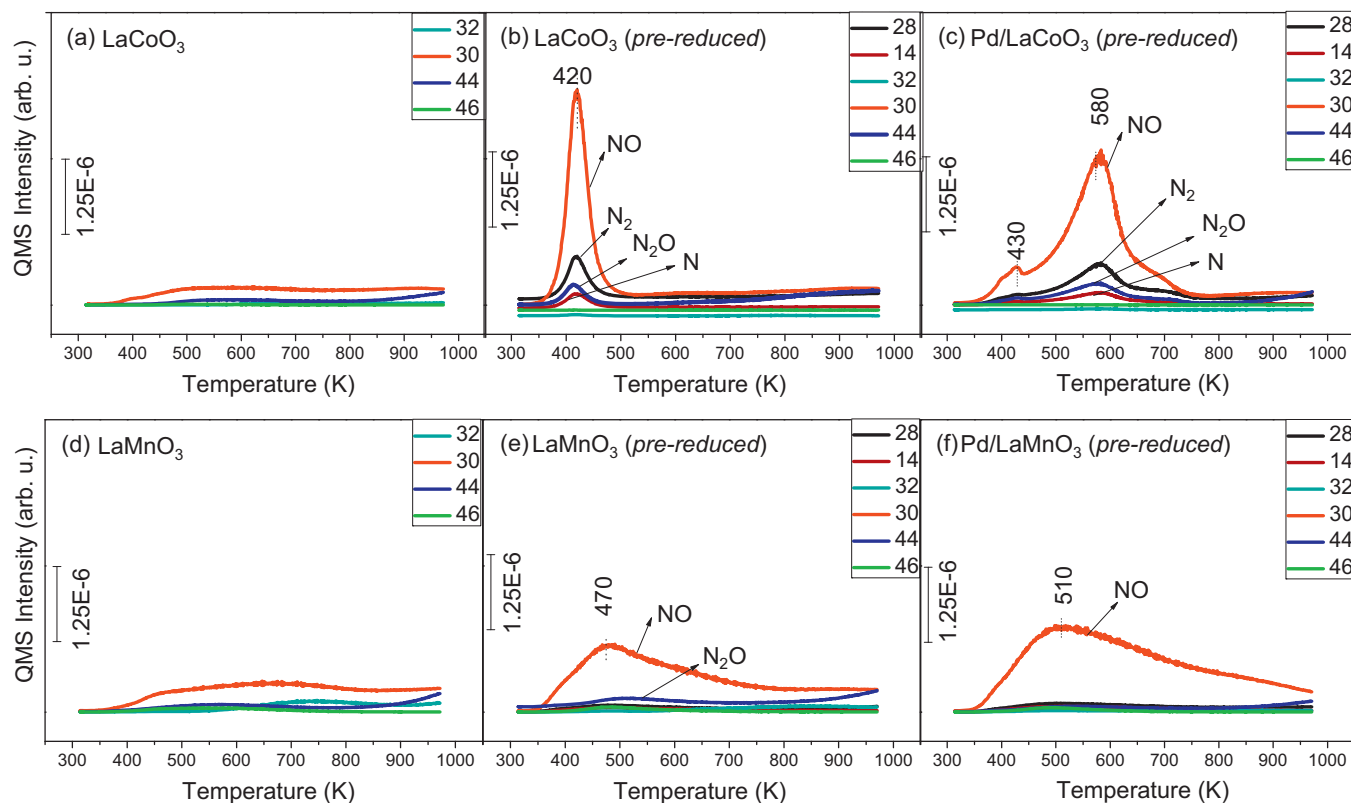 (a) LaCoO₃
32
30
44
46
QMS Intensity (arb. u.)
1.25E-6
300 400 500 600 700 800 900 1000
Temperature (K)
(b) LaCoO₃ (pre-reduced)
28
14
32
30
44
46
420
NO
N₂
N₂O
N
1.25E-6
300 400 500 600 700 800 900 1000
Temperature (K)
(c) Pd/LaCoO₃ (pre-reduced)
28
14
32
30
44
46
580
NO
430
N₂
N₂O
N
1.25E-6
300 400 500 600 700 800 900 1000
Temperature (K)
(d) LaMnO₃
32
30
44
46
QMS Intensity (arb. u.)
1.25E-6
300 400 500 600 700 800 900 1000
Temperature (K)
(e) LaMnO₃ (pre-reduced)
28
14
32
30
44
46
1.25E-6
470
NO
N₂O
300 400 500 600 700 800 900 1000
Temperature (K)
(f) Pd/LaMnO₃ (pre-reduced)
28
14
32
30
44
46
1.25E-6
510
NO
300 400 500 600 700 800 900 1000
Temperature (K)